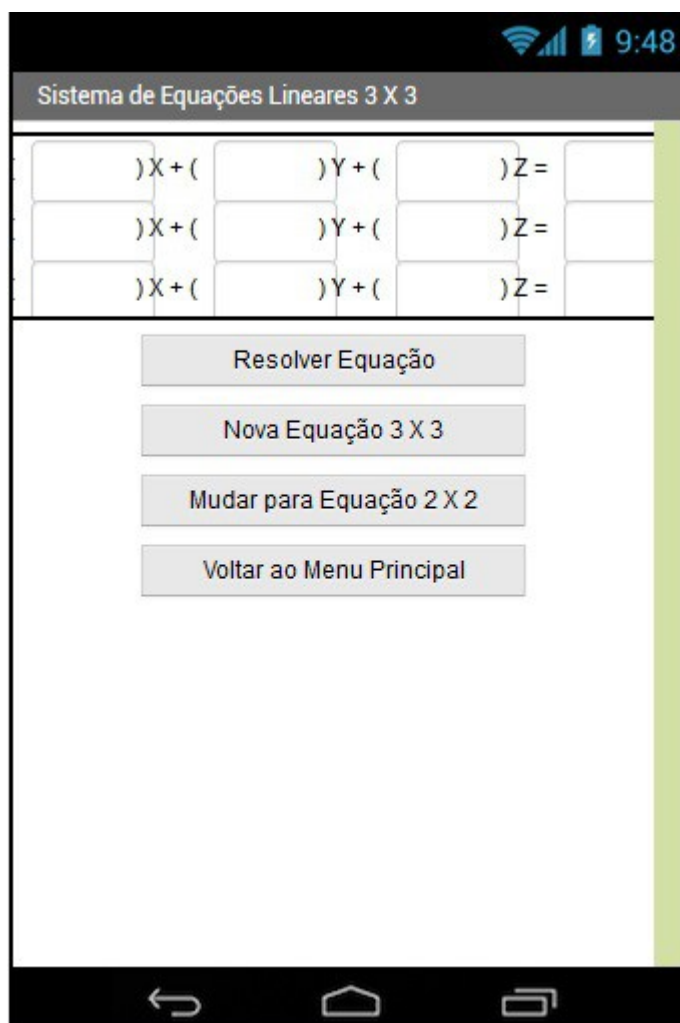 9:48
Sistema de Equações Lineares 3 X 3
) X + ( ) Y + ( ) Z =
) X + ( ) Y + ( ) Z =
) X + ( ) Y + ( ) Z =
Resolver Equação
Nova Equação 3 X 3
Mudar para Equação 2 X 2
Voltar ao Menu Principal